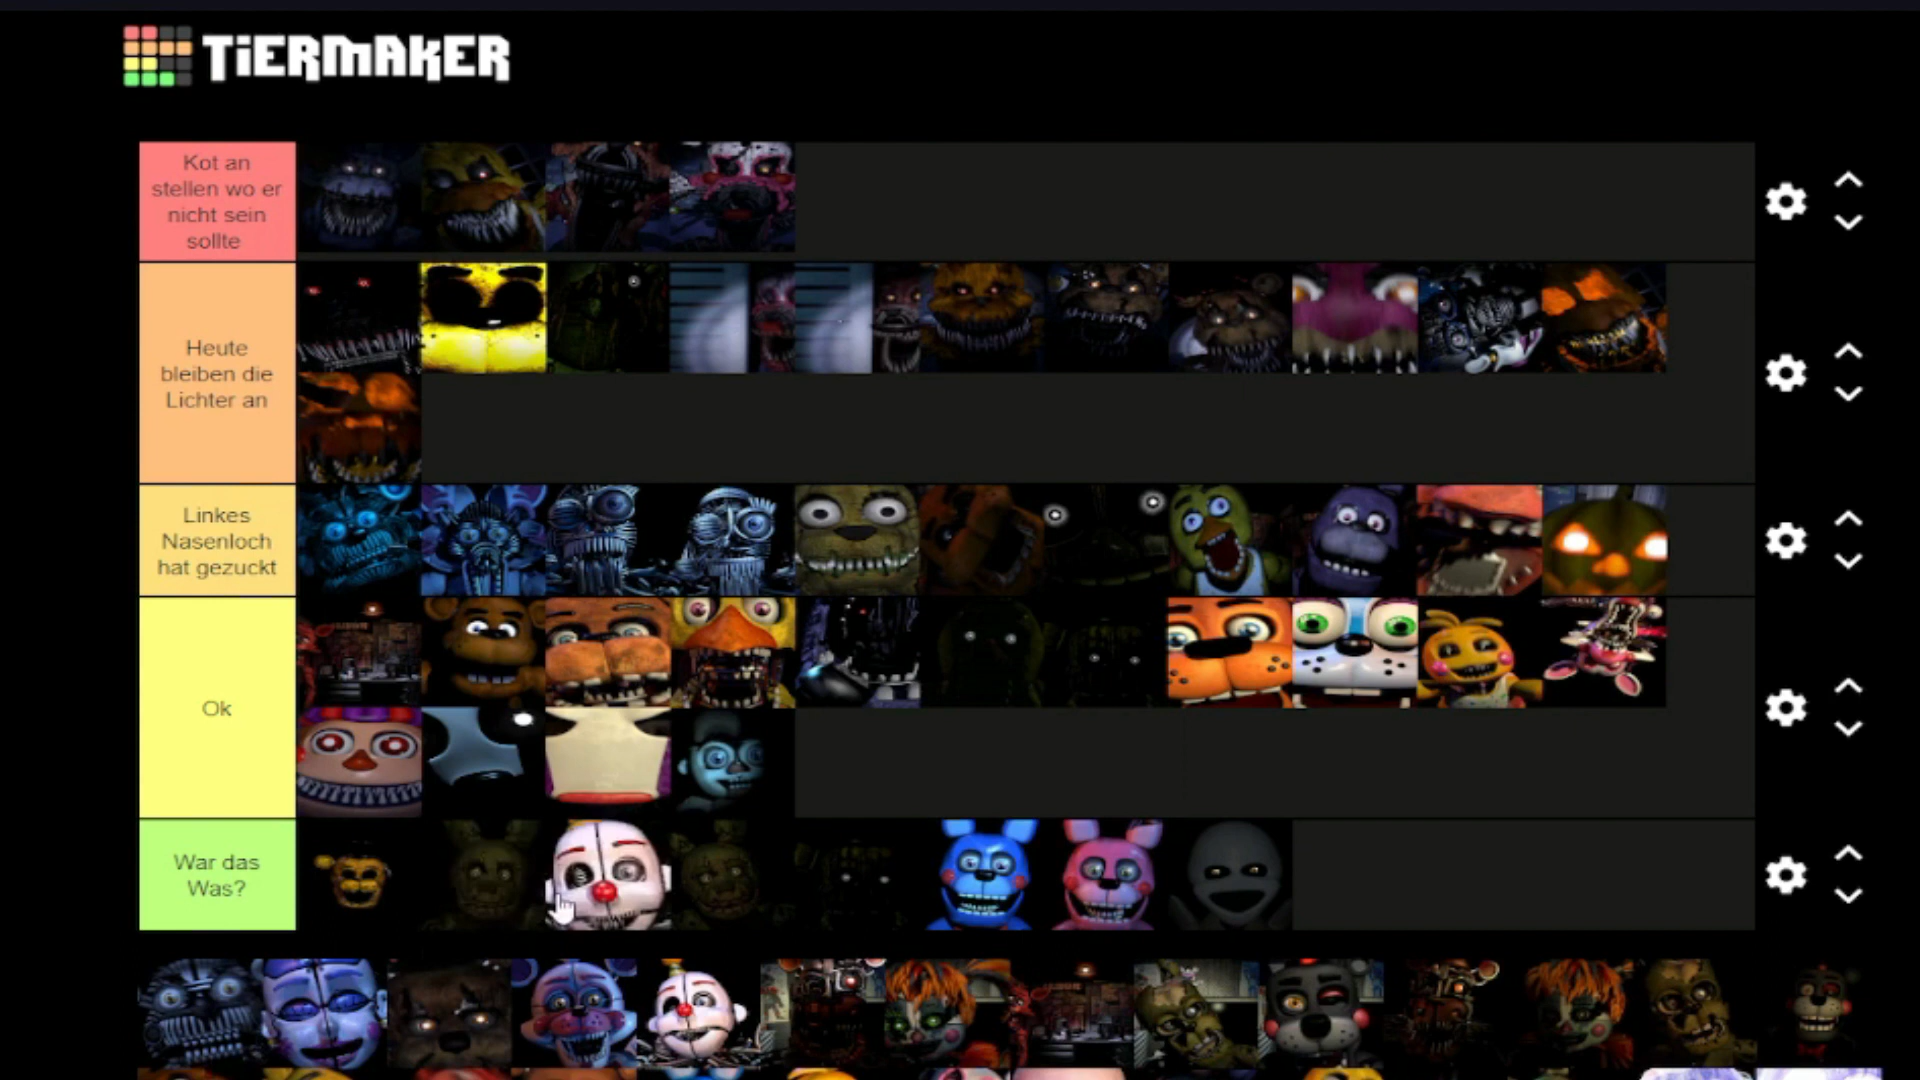 TiERMAKER
Kot an
stellen wo er
nicht sein
sollte
Heute
bleiben die
Lichter an
Linkes
Nasenloch
hat gezuckt
Ok
War das
Was?